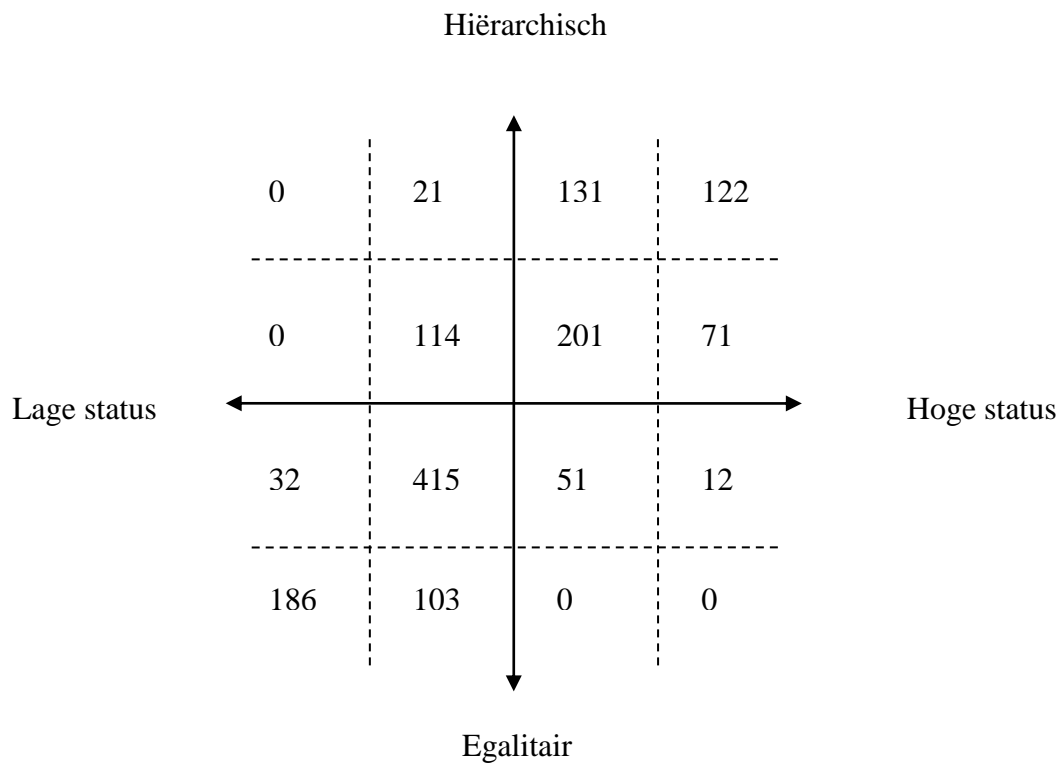 Hiërarchisch
0 21 131 122
0 114 201 71
Lage status Hoge status
32 415 51 12
186 103 0 0
Egalitair